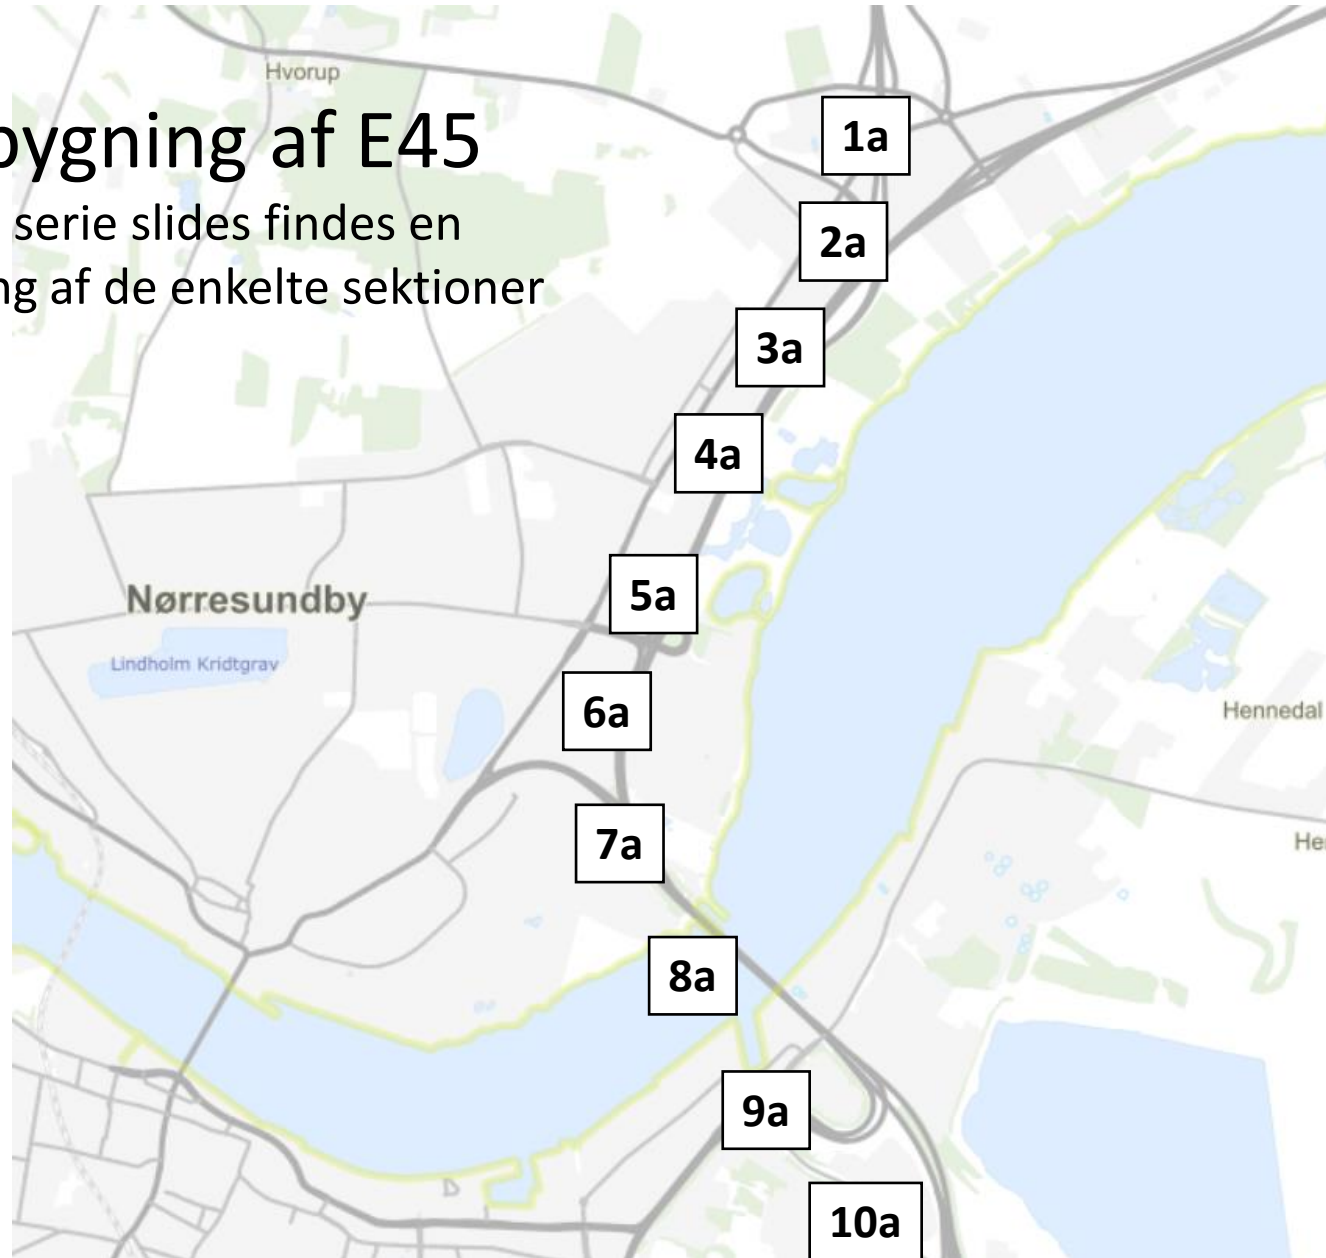 Hvorup
bygning af E45
serie slides findes en
ng af de enkelte sektioner
1a
2a
3a
4a
5a
Nørresundby
Lindholm Kridtgrav
6a
Hennedal
7a
He
8a
9a
10a